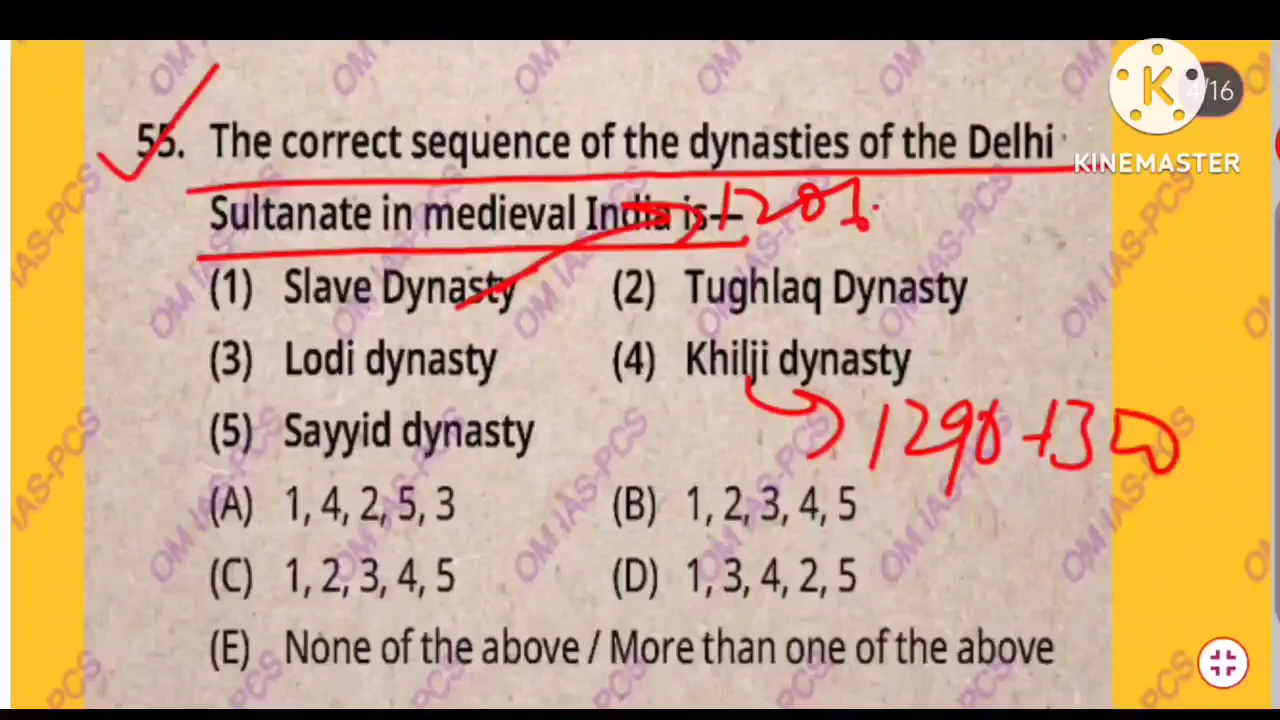 4/16
KINEMASTER
55. The correct sequence of the dynasties of the Delhi
Sultanate in medieval India is— 1206
(1) Slave Dynasty (2) Tughlaq Dynasty
(3) Lodi dynasty (4) Khilji dynasty
(5) Sayyid dynasty
(A) 1, 4, 2, 5, 3 (B) 1, 2, 3, 4, 5
(C) 1, 2, 3, 4, 5 (D) 1, 3, 4, 2, 5
(E) None of the above / More than one of the above
OM IAS-PCS